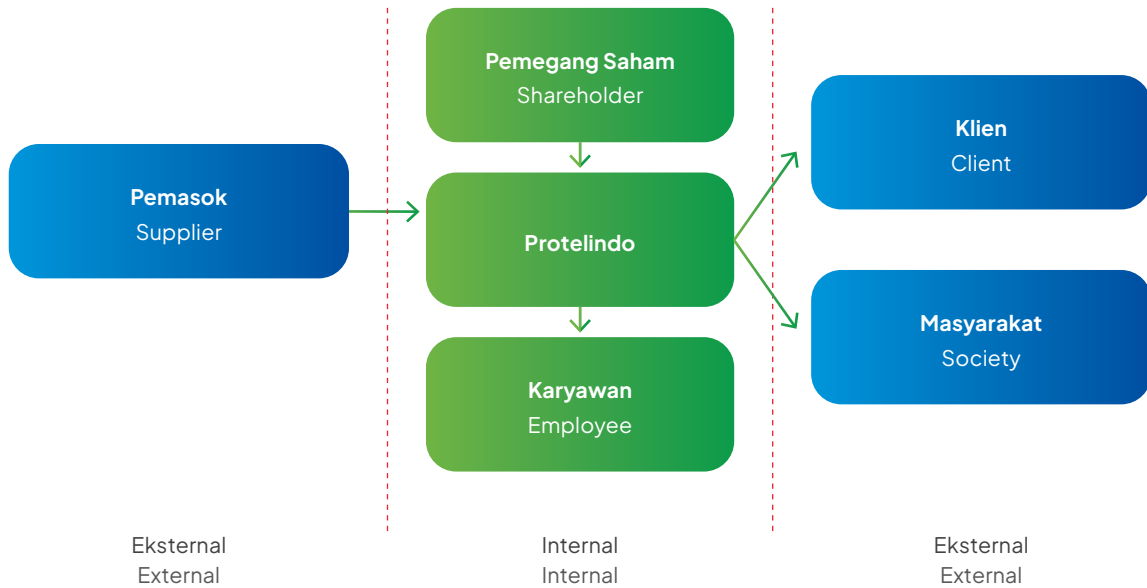 Pemasok
Supplier
Pemegang Saham
Shareholder
Protelindo
Karyawan
Employee
Klien
Client
Masyarakat
Society
Eksternal
External
Internal
Internal
Eksternal
External